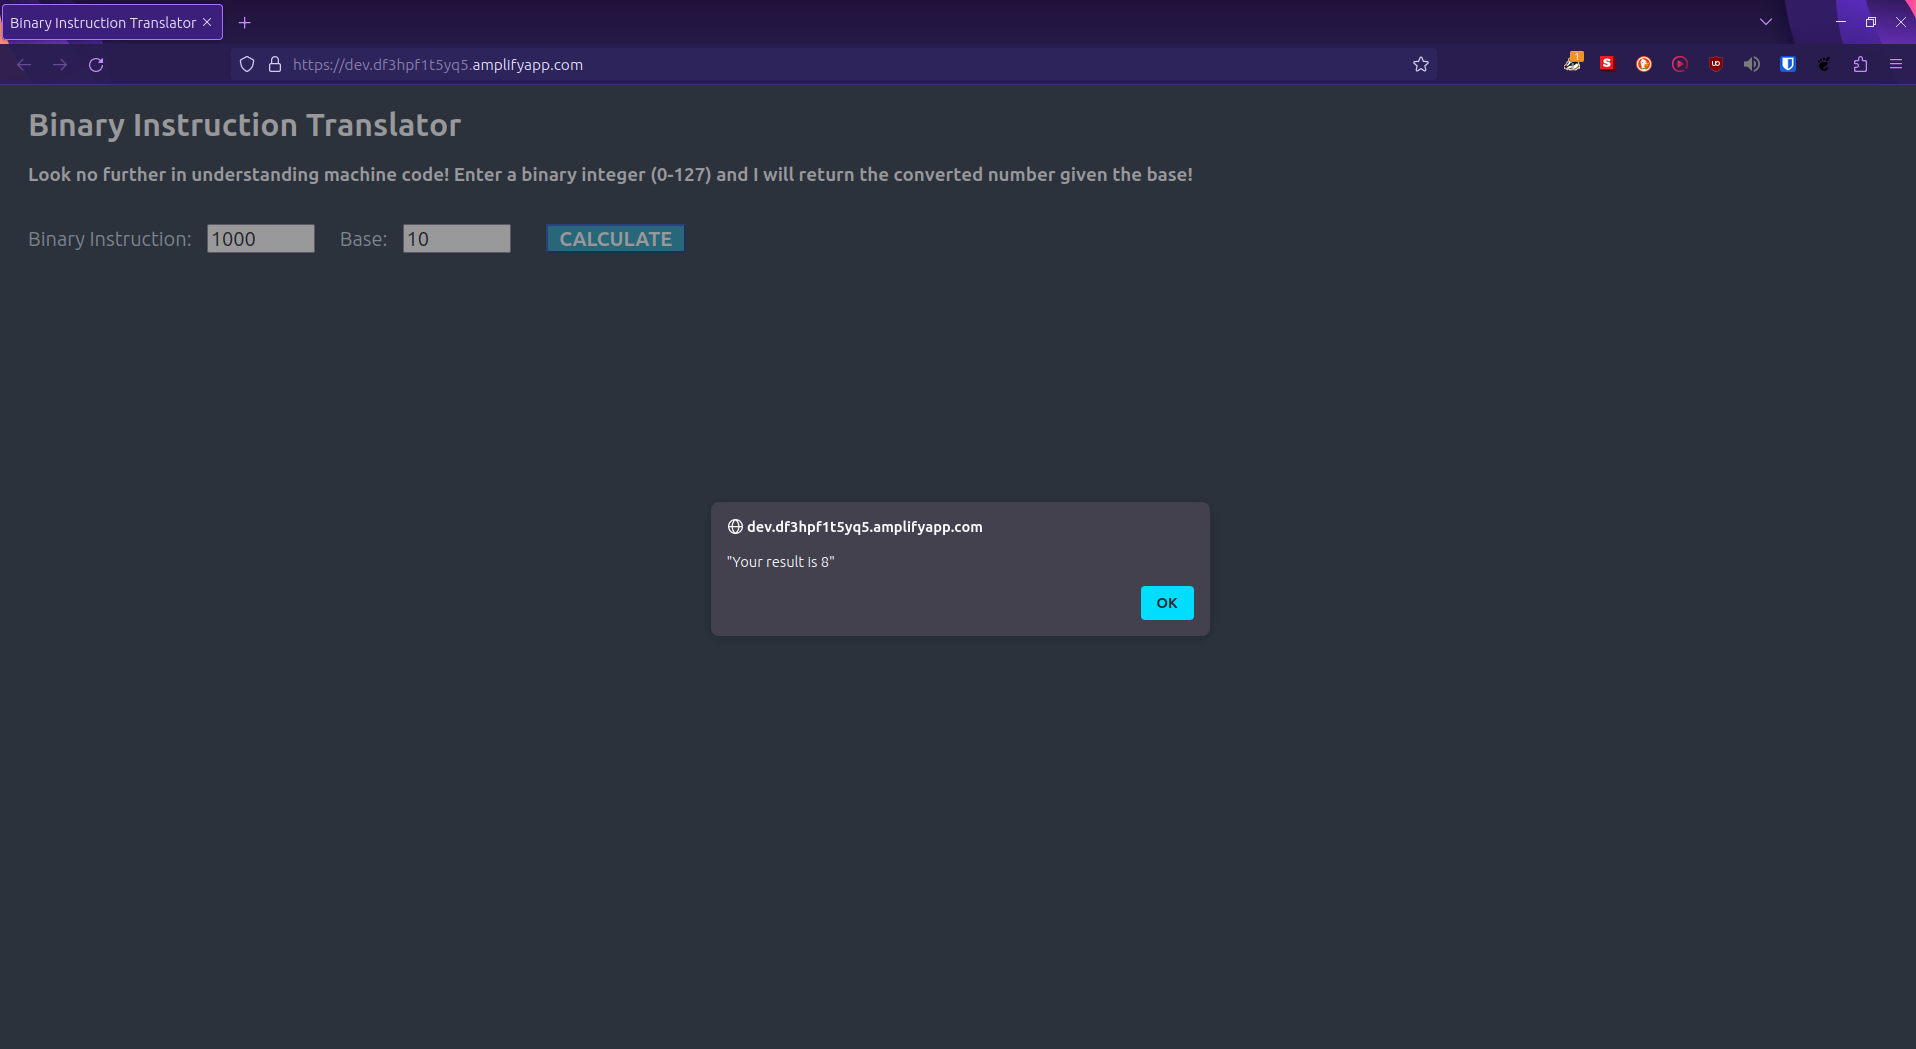 Binary Instruction Translator
https://dev.df3hpf1t5yq5.amplifyapp.com
1
S
UD
Binary Instruction Translator
Look no further in understanding machine code! Enter a binary integer (0-127) and I will return the converted number given the base!
Binary Instruction: 1000 Base: 10 CALCULATE
dev.df3hpf1t5yq5.amplifyapp.com
"Your result is 8"
OK